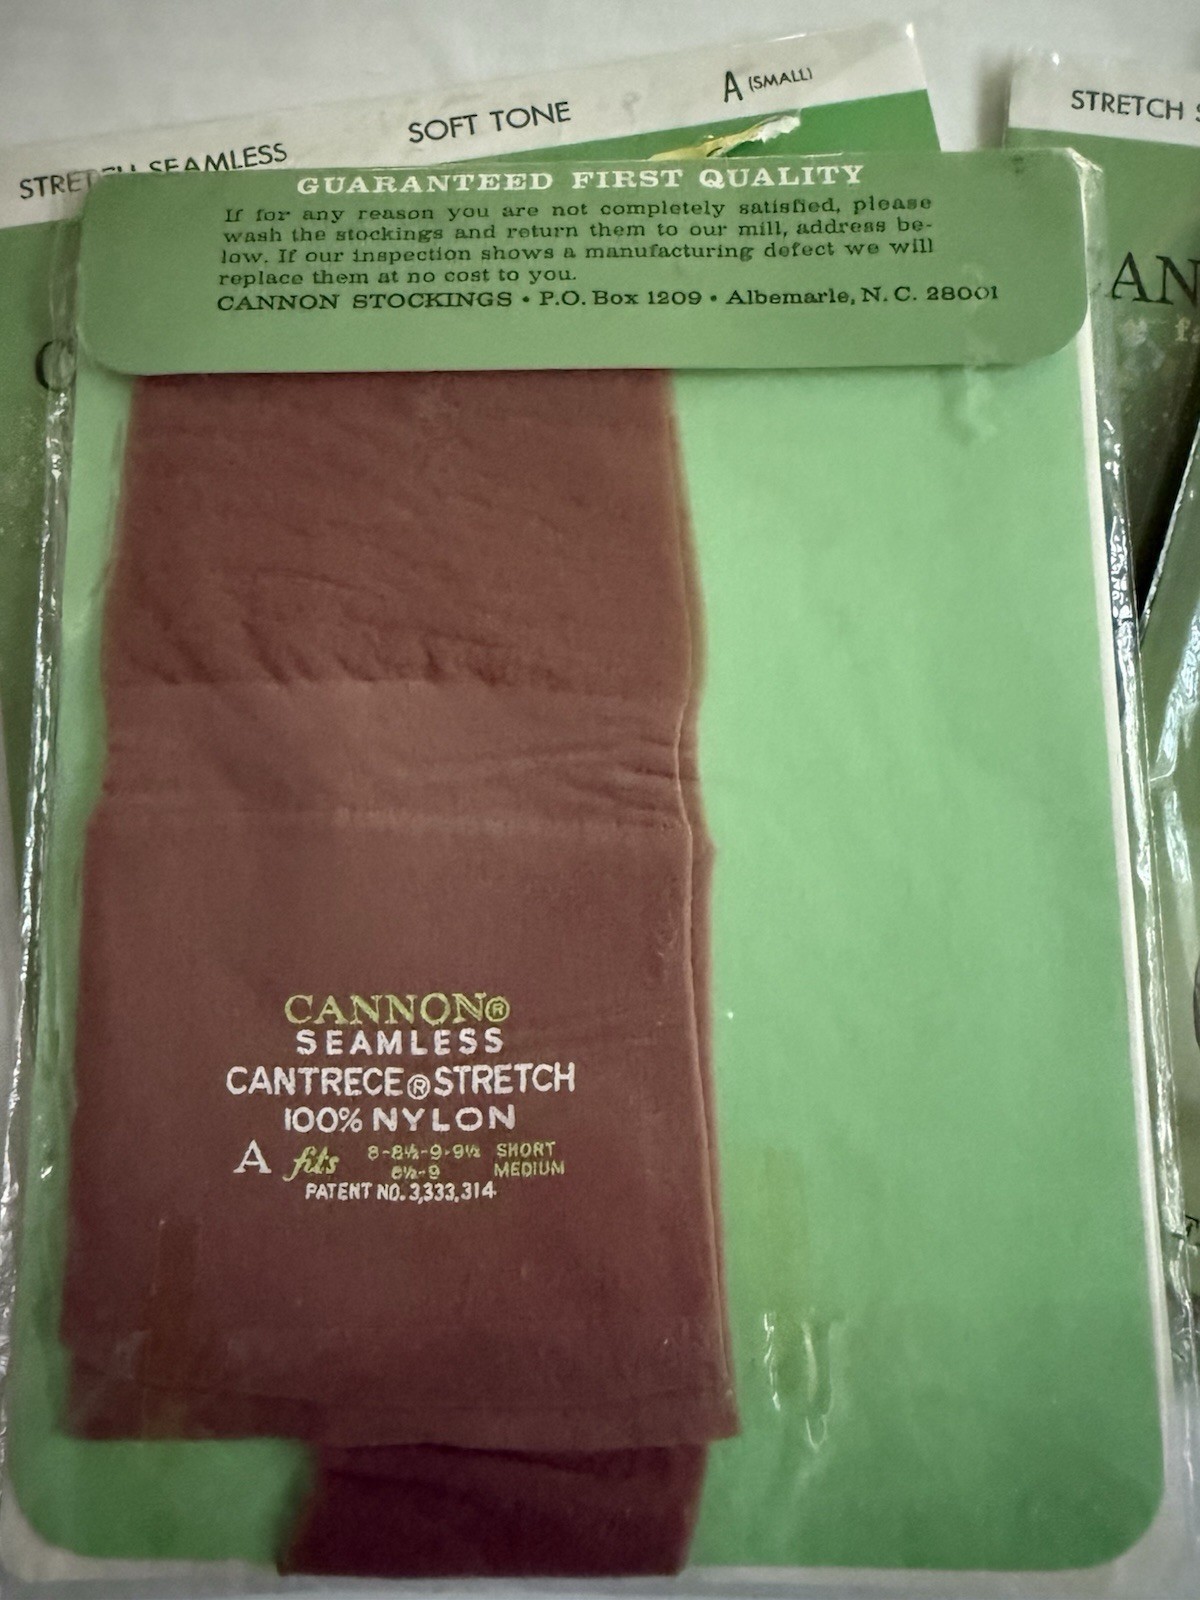 STRETCH SEAMLESS SOFT TONE A (SMALL)
STRETCH
AN
GUARANTEED FIRST QUALITY
If for any reason you are not completely satisfied, please
wash the stockings and return them to our mill, address be-
low. If our inspection shows a manufacturing defect we will
replace them at no cost to you.
CANNON STOCKINGS • P.O. Box 1209 • Albemarle, N. C. 28001
CANNON®
SEAMLESS
CANTRECE® STRETCH
100% NYLON
A fits 8-8½-9-9½ SHORT
8½-9 MEDIUM
PATENT NO. 3,333,314